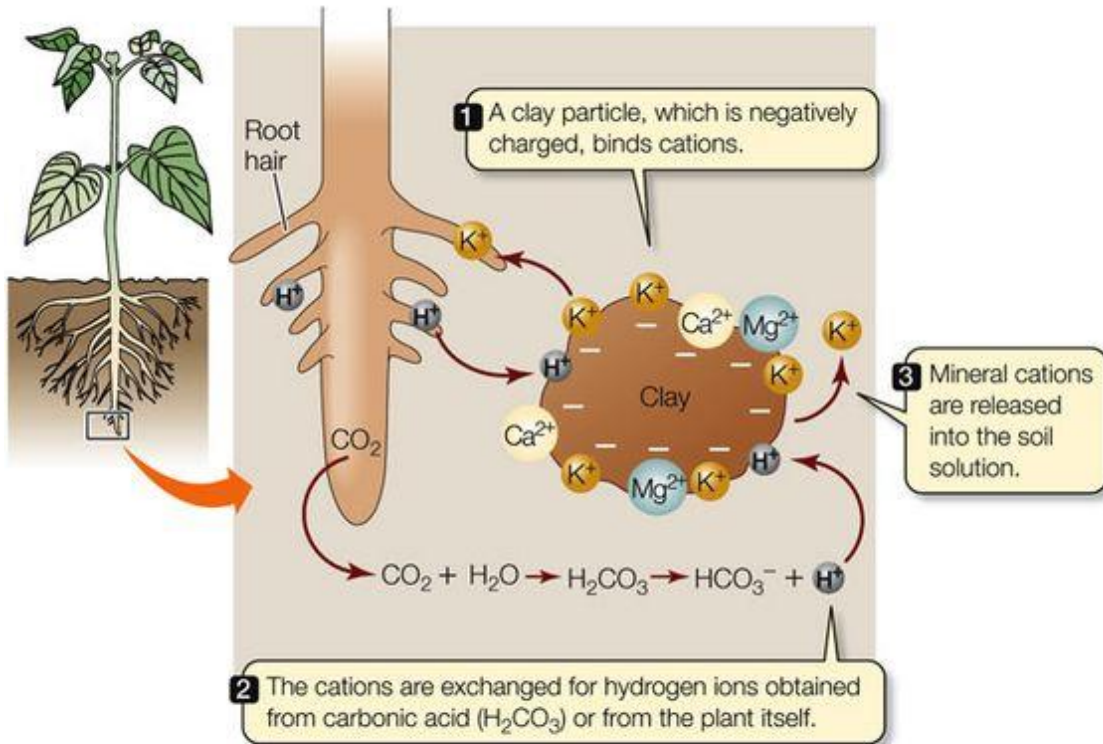 1 A clay particle, which is negatively
charged, binds cations.
Root
hair
K⁺
H⁺
H⁺
K⁺
K⁺
Ca²⁺
Mg²⁺
K⁺
K⁺
H⁺
Clay
Ca²⁺
K⁺
Mg²⁺
K⁺
H⁺
3 Mineral cations
are released
into the soil
solution.
CO₂
CO₂ + H₂O → H₂CO₃ → HCO₃⁻ + H⁺
2 The cations are exchanged for hydrogen ions obtained
from carbonic acid (H₂CO₃) or from the plant itself.